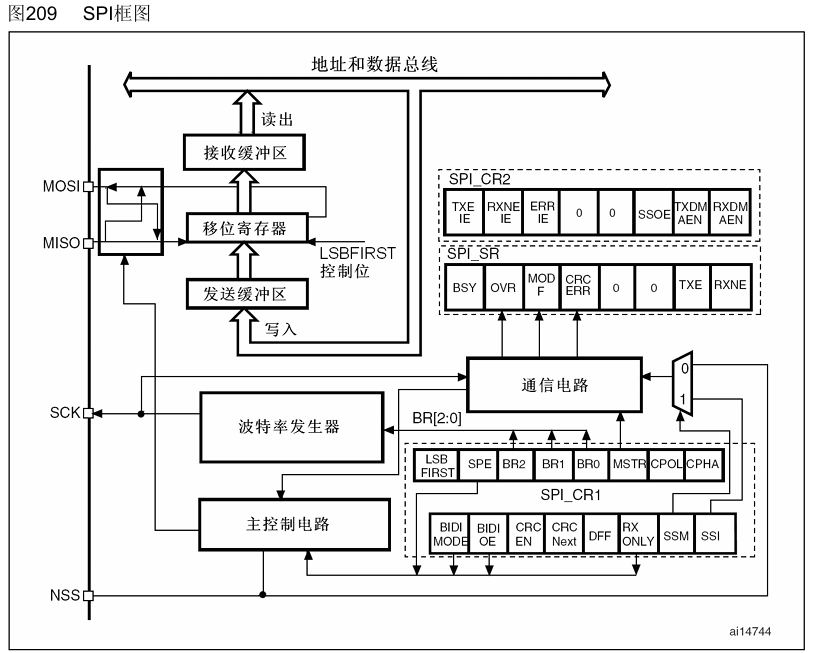 图209 SPI框图
地址和数据总线
读出
接收缓冲区
MOSI
移位寄存器
MISO
LSBFIRST
控制位
发送缓冲区
写入
SPI_CR2
TXE
IE
RXNE
IE
ERR
IE
0
0
SSOE
TXDM
AEN
RXDM
AEN
SPI_SR
BSY
OVR
MOD
F
CRC
ERR
0
0
TXE
RXNE
通信电路
0
1
SCK
波特率发生器
BR[2:0]
LSB
FIRST
SPE
BR2
BR1
BR0
MSTR
CPOL
CPHA
SPI_CR1
主控制电路
BIDI
MODE
BIDI
OE
CRC
EN
CRC
Next
DFF
RX
ONLY
SSM
SSI
NSS
ai14744